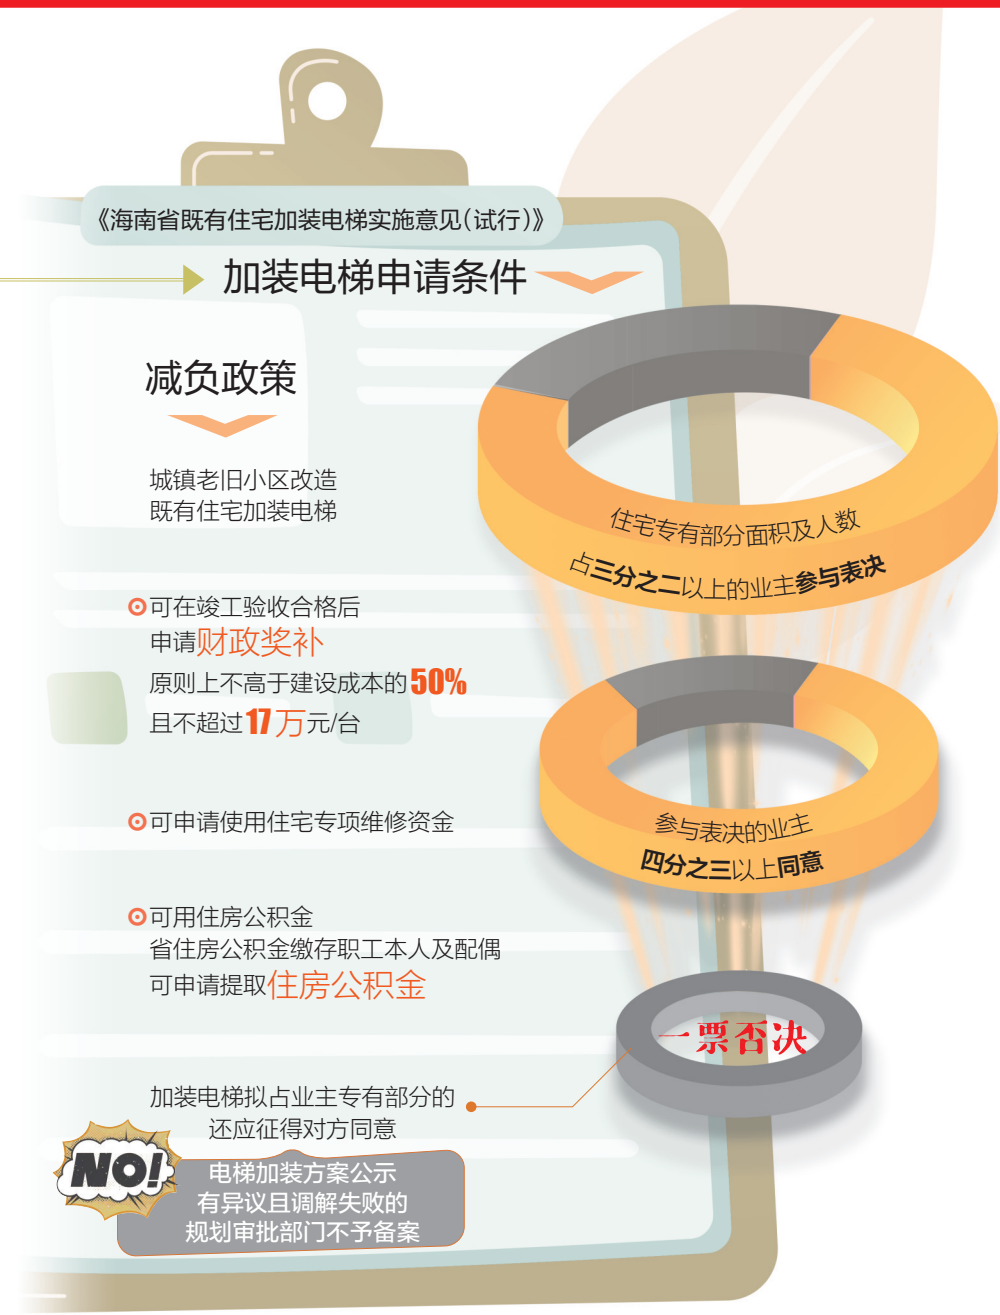 《海南省既有住宅加装电梯实施意见(试行)》
加装电梯申请条件
减负政策
城镇老旧小区改造
既有住宅加装电梯
可在竣工验收合格后
申请财政奖补
原则上不高于建设成本的50%
且不超过17万元/台
可申请使用住宅专项维修资金
可用住房公积金
省住房公积金缴存职工本人及配偶
可申请提取住房公积金
住宅专有部分面积及人数
占三分之二以上的业主参与表决
参与表决的业主
四分之三以上同意
一票否决
加装电梯拟占业主专有部分的
还应征得对方同意
NO!
电梯加装方案公示
有异议且调解失败的
规划审批部门不予备案